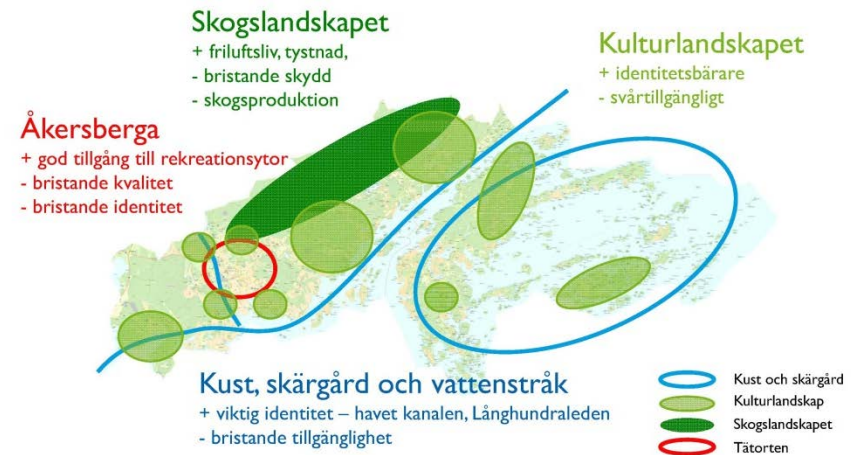 Skogslandskapet
+ friluftsliv, tystnad,
- bristande skydd
- skogsproduktion
Kulturlandskapet
+ identitetsbärare
- svårtillgängligt
Åkersberga
+ god tillgång till rekreationsytor
- bristande kvalitet
- bristande identitet
Kust, skärgård och vattenstråk
+ viktig identitet – havet kanalen, Långhundraleden
- bristande tillgänglighet
Kust och skärgård
Kulturlandskap
Skogslandskapet
Tätorten